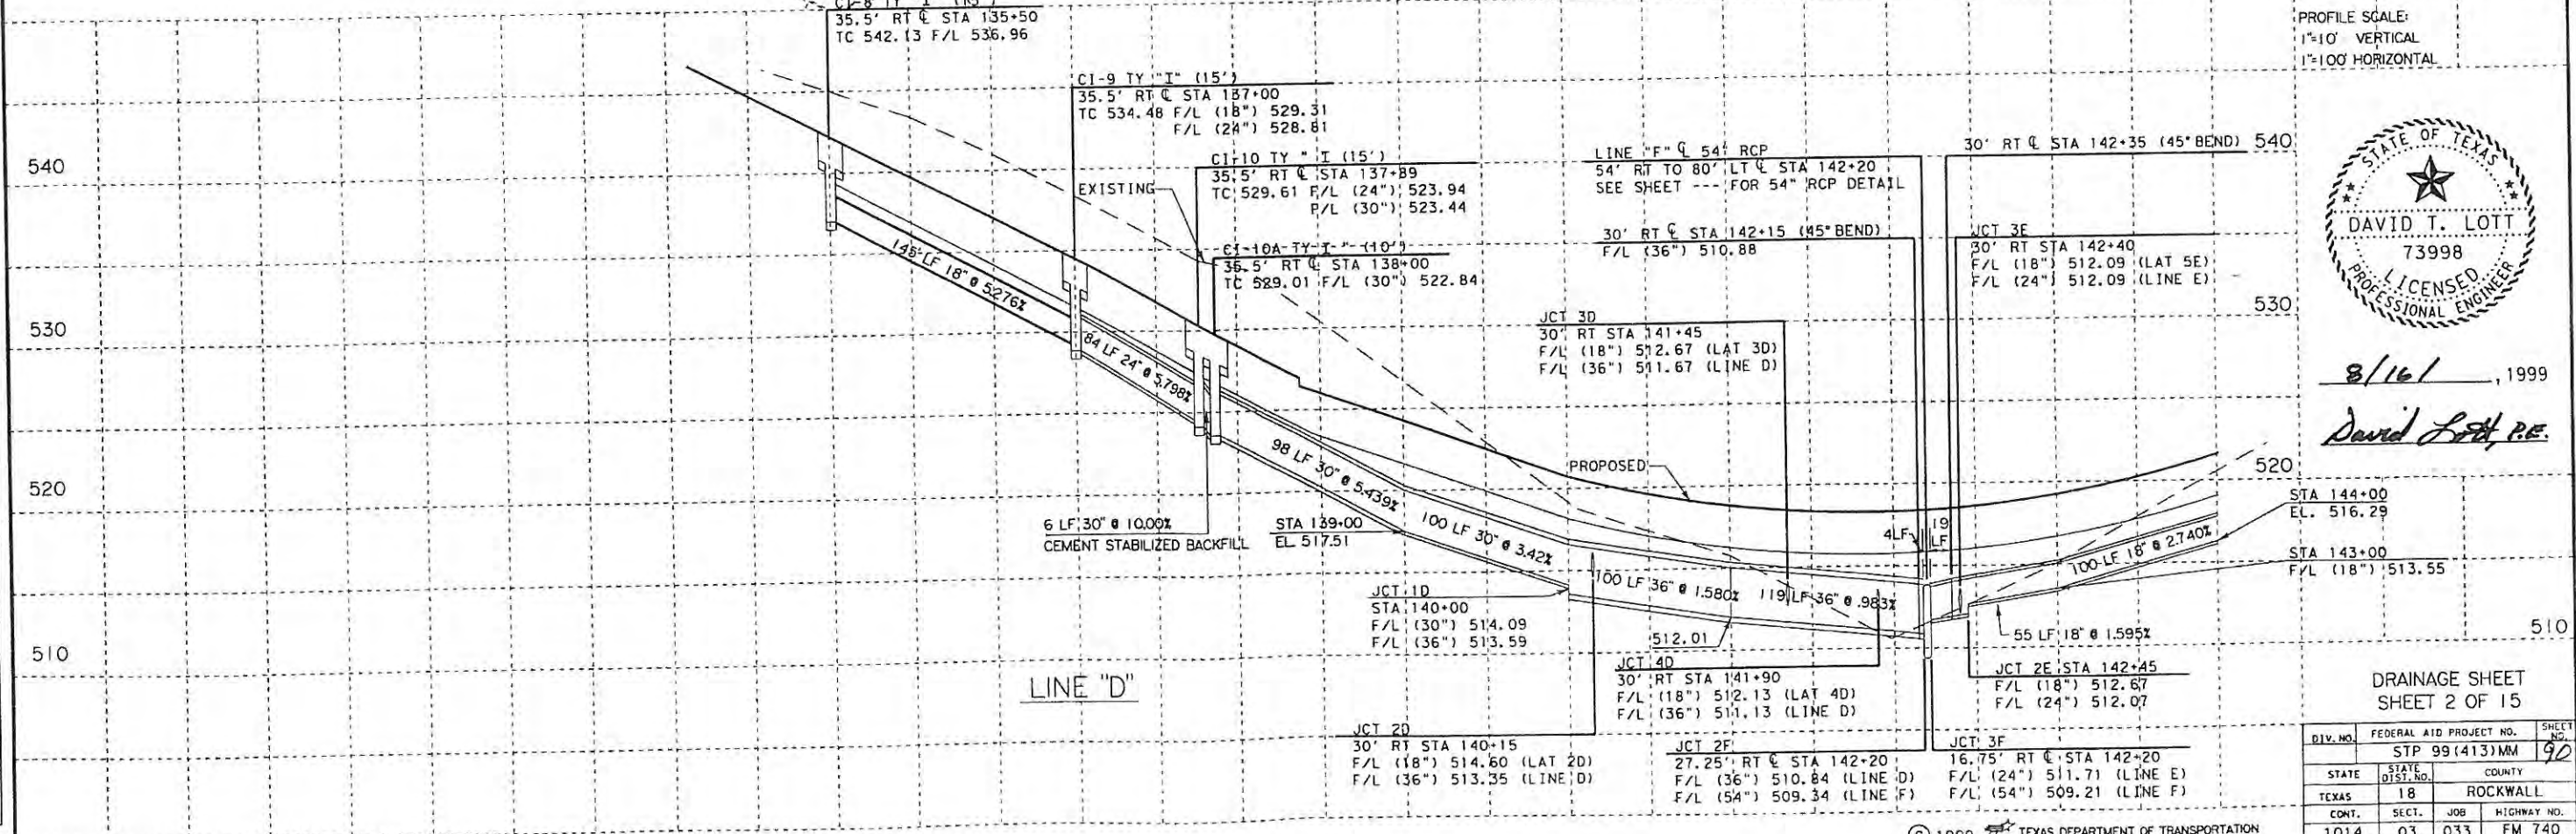 CI-8 TY "I" (15')
35.5' RT ℄ STA 135+50
TC 542.13 F/L 536.96
PROFILE SCALE:
1"=10' VERTICAL
1"=100' HORIZONTAL
CI-9 TY "I" (15')
35.5' RT ℄ STA 137+00
TC 534.48 F/L (18") 529.31
F/L (24") 528.81
CI-10 TY " I (15')
35.5' RT ℄ STA 137+89
TC 529.61 F/L (24") 523.94
F/L (30") 523.44
EXISTING
CI-10A TY I " (10')
35.5' RT ℄ STA 138+00
TC 529.01 F/L (30") 522.84
LINE "F" ℄ 54" RCP
54' RT TO 80' LT ℄ STA 142+20
SEE SHEET --- FOR 54" RCP DETAIL
30' RT ℄ STA 142+15 (45° BEND)
F/L (36") 510.88
30' RT ℄ STA 142+35 (45° BEND)
JCT 3E
30' RT STA 142+40
F/L (18") 512.09 (LAT 5E)
F/L (24") 512.09 (LINE E)
JCT 3D
30' RT STA 141+45
F/L (18") 512.67 (LAT 3D)
F/L (36") 511.67 (LINE D)
540
530
520
510
540
530
520
510
STATE OF TEXAS
DAVID T. LOTT
73998
LICENSED
PROFESSIONAL ENGINEER
8/16/ , 1999
David Lott, P.E.
145 LF 18" @ 5.276%
84 LF 24" @ 5.798%
98 LF 30" @ 5.439%
100 LF 30" @ 3.42%
100 LF 36" @ 1.580%
119 LF 36" @ .983%
PROPOSED
4LF
19
LF
100 LF 18" @ 2.740%
55 LF 18" @ 1.595%
6 LF 30" @ 10.00%
CEMENT STABILIZED BACKFILL
STA 139+00
EL 517.51
STA 144+00
EL. 516.29
STA 143+00
F/L (18") 513.55
JCT 1D
STA 140+00
F/L (30") 514.09
F/L (36") 513.59
512.01
JCT 4D
30' RT STA 141+90
F/L (18") 512.13 (LAT 4D)
F/L (36") 511.13 (LINE D)
JCT 2E STA 142+45
F/L (18") 512.67
F/L (24") 512.07
LINE "D"
JCT 2D
30' RT STA 140+15
F/L (18") 514.60 (LAT 2D)
F/L (36") 513.35 (LINE D)
JCT 2F
27.25' RT ℄ STA 142+20
F/L (36") 510.84 (LINE D)
F/L (54") 509.34 (LINE F)
JCT 3F
16.75' RT ℄ STA 142+20
F/L (24") 511.71 (LINE E)
F/L (54") 509.21 (LINE F)
DRAINAGE SHEET
SHEET 2 OF 15
DIV. NO. FEDERAL AID PROJECT NO. SHEET NO.
STP 99(413)MM 90
STATE STATE DIST. NO. COUNTY
TEXAS 18 ROCKWALL
CONT. SECT. JOB HIGHWAY NO.
1014 03 033 FM 740
© 1999 TEXAS DEPARTMENT OF TRANSPORTATION